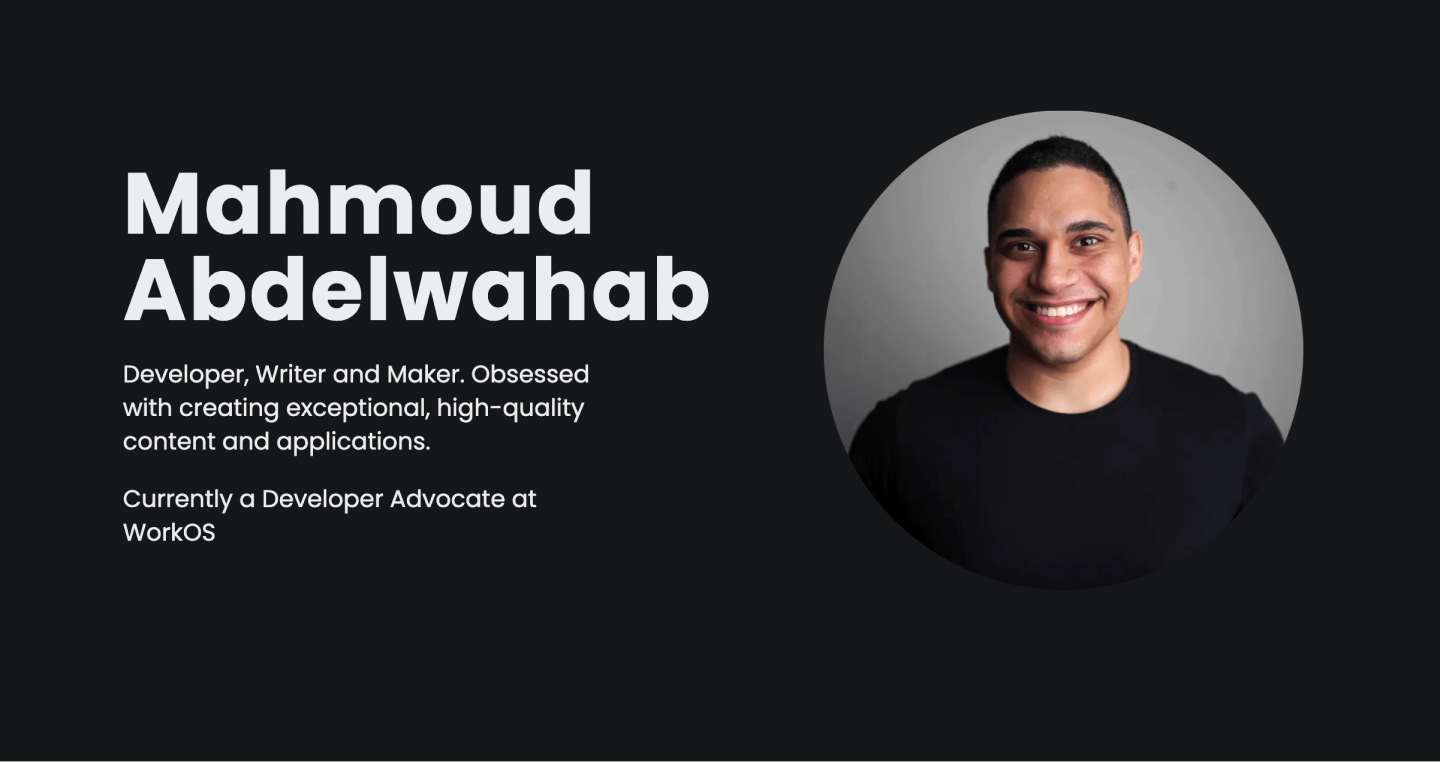 Mahmoud
Abdelwahab
Developer, Writer and Maker. Obsessed
with creating exceptional, high-quality
content and applications.
Currently a Developer Advocate at
WorkOS